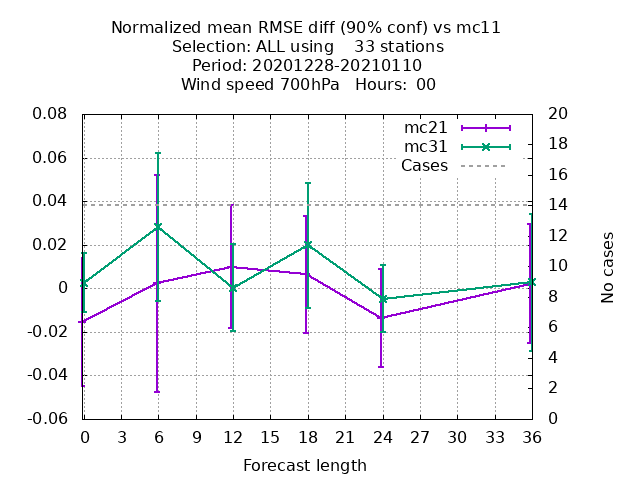 Normalized mean RMSE diff (90% conf) vs mc11
Selection: ALL using    33 stations
Period: 20201228-20210110
Wind speed 700hPa   Hours:  00
mc21
mc31
Cases
0.08
0.06
0.04
0.02
0
-0.02
-0.04
-0.06
20
18
16
14
12
10
8
6
4
2
0
No cases
0 3 6 9 12 15 18 21 24 27 30 33 36
Forecast length